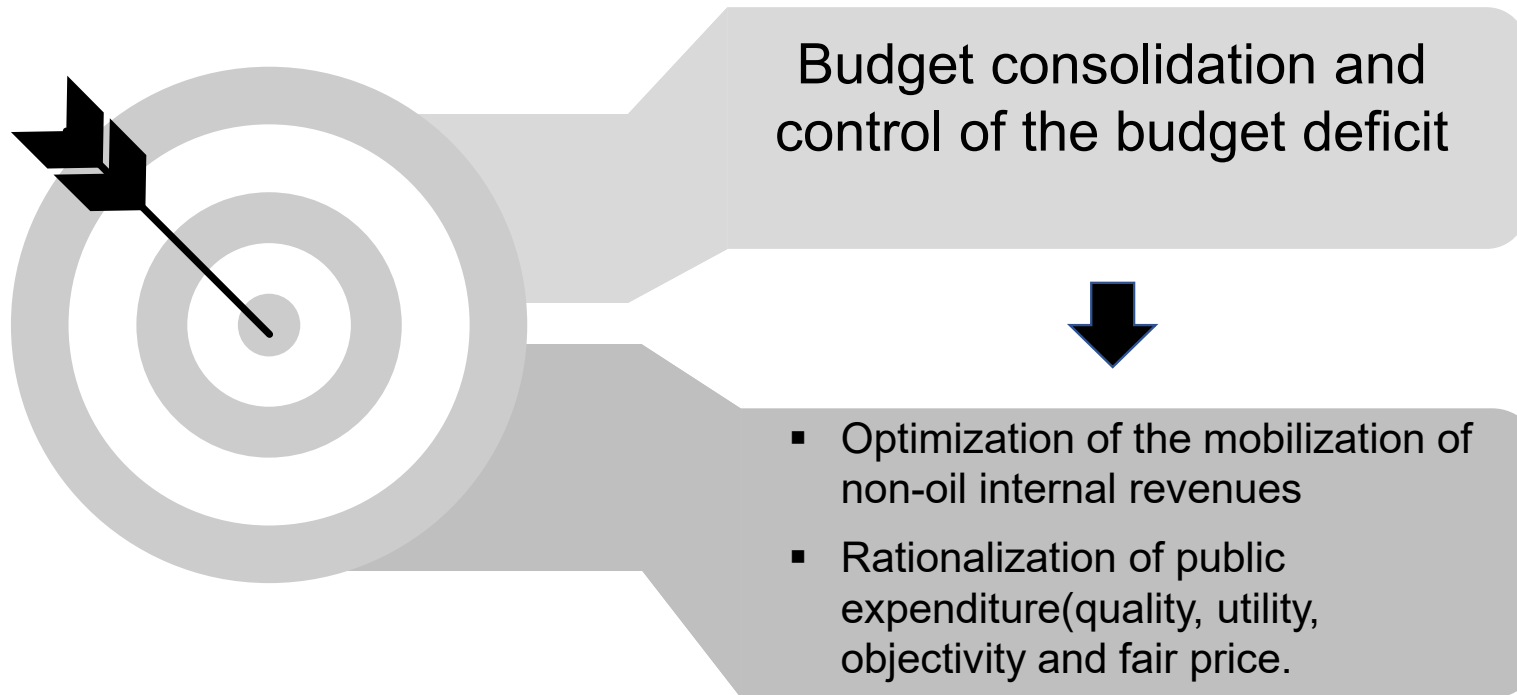 Budget consolidation and
control of the budget deficit
▪ Optimization of the mobilization of
non-oil internal revenues
▪ Rationalization of public
expenditure(quality, utility,
objectivity and fair price.